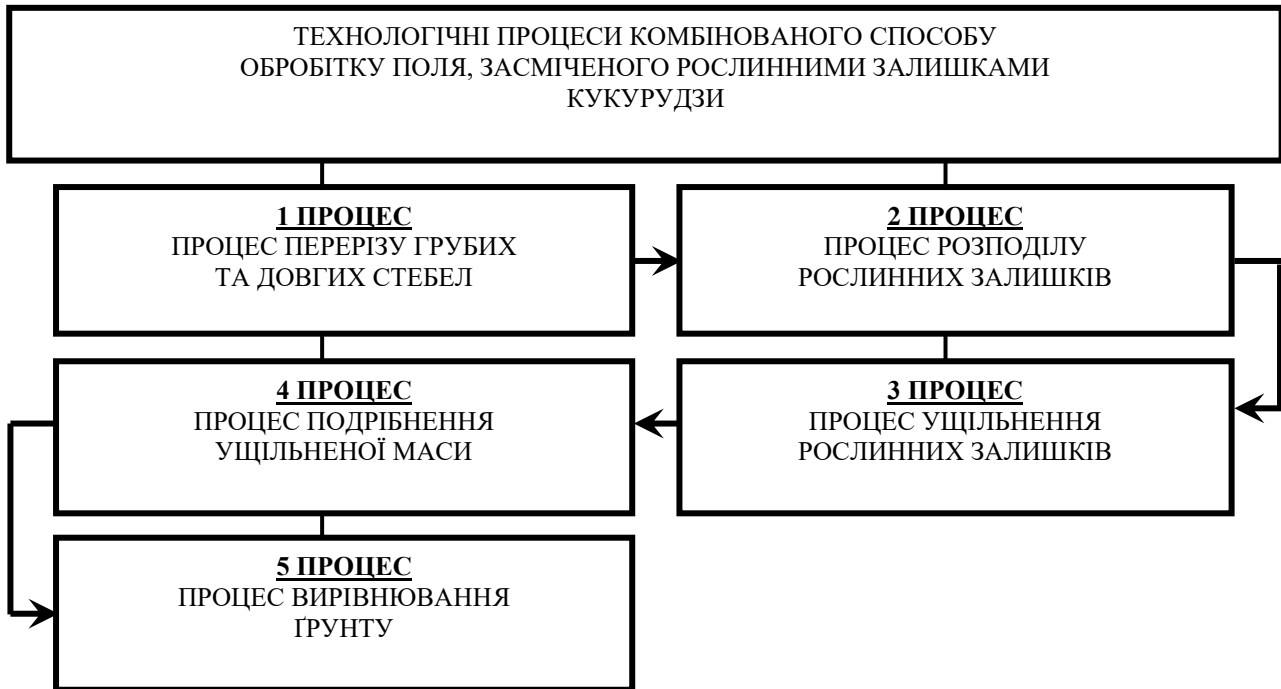 ТЕХНОЛОГІЧНІ ПРОЦЕСИ КОМБІНОВАНОГО СПОСОБУ
ОБРОБІТКУ ПОЛЯ, ЗАСМІЧЕНОГО РОСЛИННИМИ ЗАЛИШКАМИ
КУКУРУДЗИ
1 ПРОЦЕС
ПРОЦЕС ПЕРЕРІЗУ ГРУБИХ
ТА ДОВГИХ СТЕБЕЛ
2 ПРОЦЕС
ПРОЦЕС РОЗПОДІЛУ
РОСЛИННИХ ЗАЛИШКІВ
3 ПРОЦЕС
ПРОЦЕС УЩІЛЬНЕННЯ
РОСЛИННИХ ЗАЛИШКІВ
4 ПРОЦЕС
ПРОЦЕС ПОДРІБНЕННЯ
УЩІЛЬНЕНОЇ МАСИ
5 ПРОЦЕС
ПРОЦЕС ВИРІВНЮВАННЯ
ҐРУНТУ